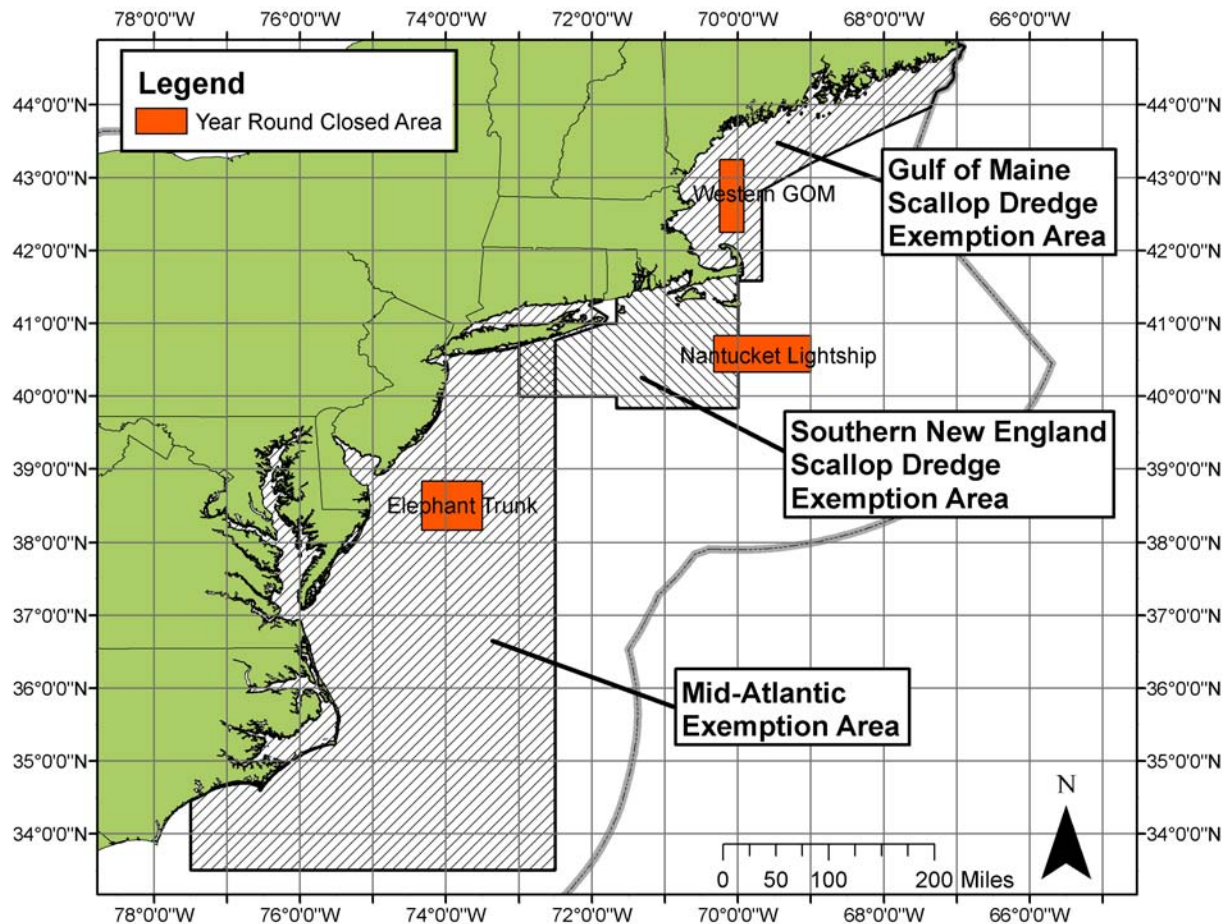 78°0'0"W 76°0'0"W 74°0'0"W 72°0'0"W 70°0'0"W 68°0'0"W 66°0'0"W
Legend
Year Round Closed Area
44°0'0"N 44°0'0"N
43°0'0"N 43°0'0"N
42°0'0"N 42°0'0"N
41°0'0"N 41°0'0"N
40°0'0"N 40°0'0"N
39°0'0"N 39°0'0"N
38°0'0"N 38°0'0"N
37°0'0"N 37°0'0"N
36°0'0"N 36°0'0"N
35°0'0"N 35°0'0"N
34°0'0"N 34°0'0"N
Western GOM
Gulf of Maine
Scallop Dredge
Exemption Area
Nantucket Lightship
Southern New England
Scallop Dredge
Exemption Area
Elephant Trunk
Mid-Atlantic
Exemption Area
N
0 50 100 200 Miles
78°0'0"W 76°0'0"W 74°0'0"W 72°0'0"W 70°0'0"W 68°0'0"W 66°0'0"W